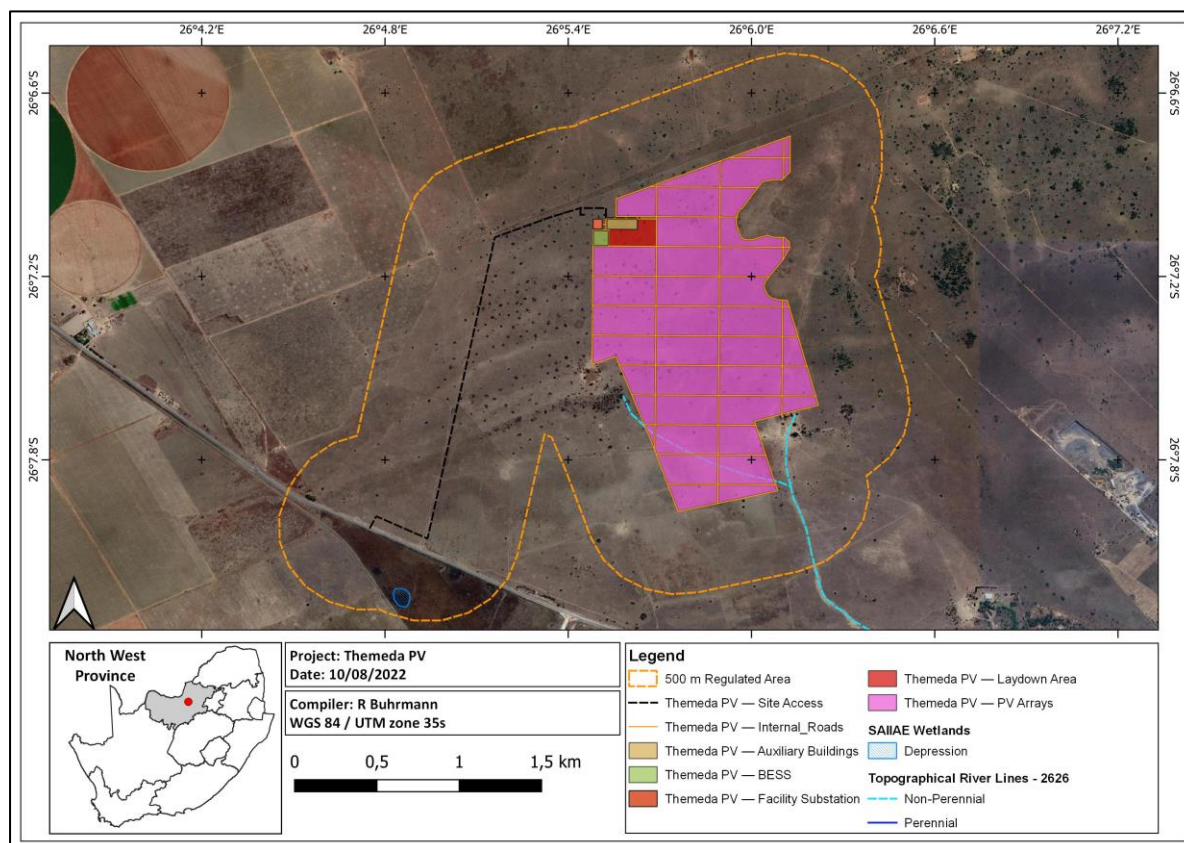 26°4.2'E 26°4.8'E 26°5.4'E 26°6.0'E 26°6.6'E 26°7.2'E
26°6.6'S 26°6.6'S
26°7.2'S 26°7.2'S
26°7.8'S 26°7.8'S
North West
Province
Project: Themeda PV
Date: 10/08/2022
Compiler: R Buhrmann
WGS 84 / UTM zone 35s
0 0,5 1 1,5 km
Legend
500 m Regulated Area
Themeda PV — Site Access
Themeda PV — Internal_Roads
Themeda PV — Auxiliary Buildings
Themeda PV — BESS
Themeda PV — Facility Substation
Themeda PV — Laydown Area
Themeda PV — PV Arrays
SAIIAE Wetlands
Depression
Topographical River Lines - 2626
Non-Perennial
Perennial